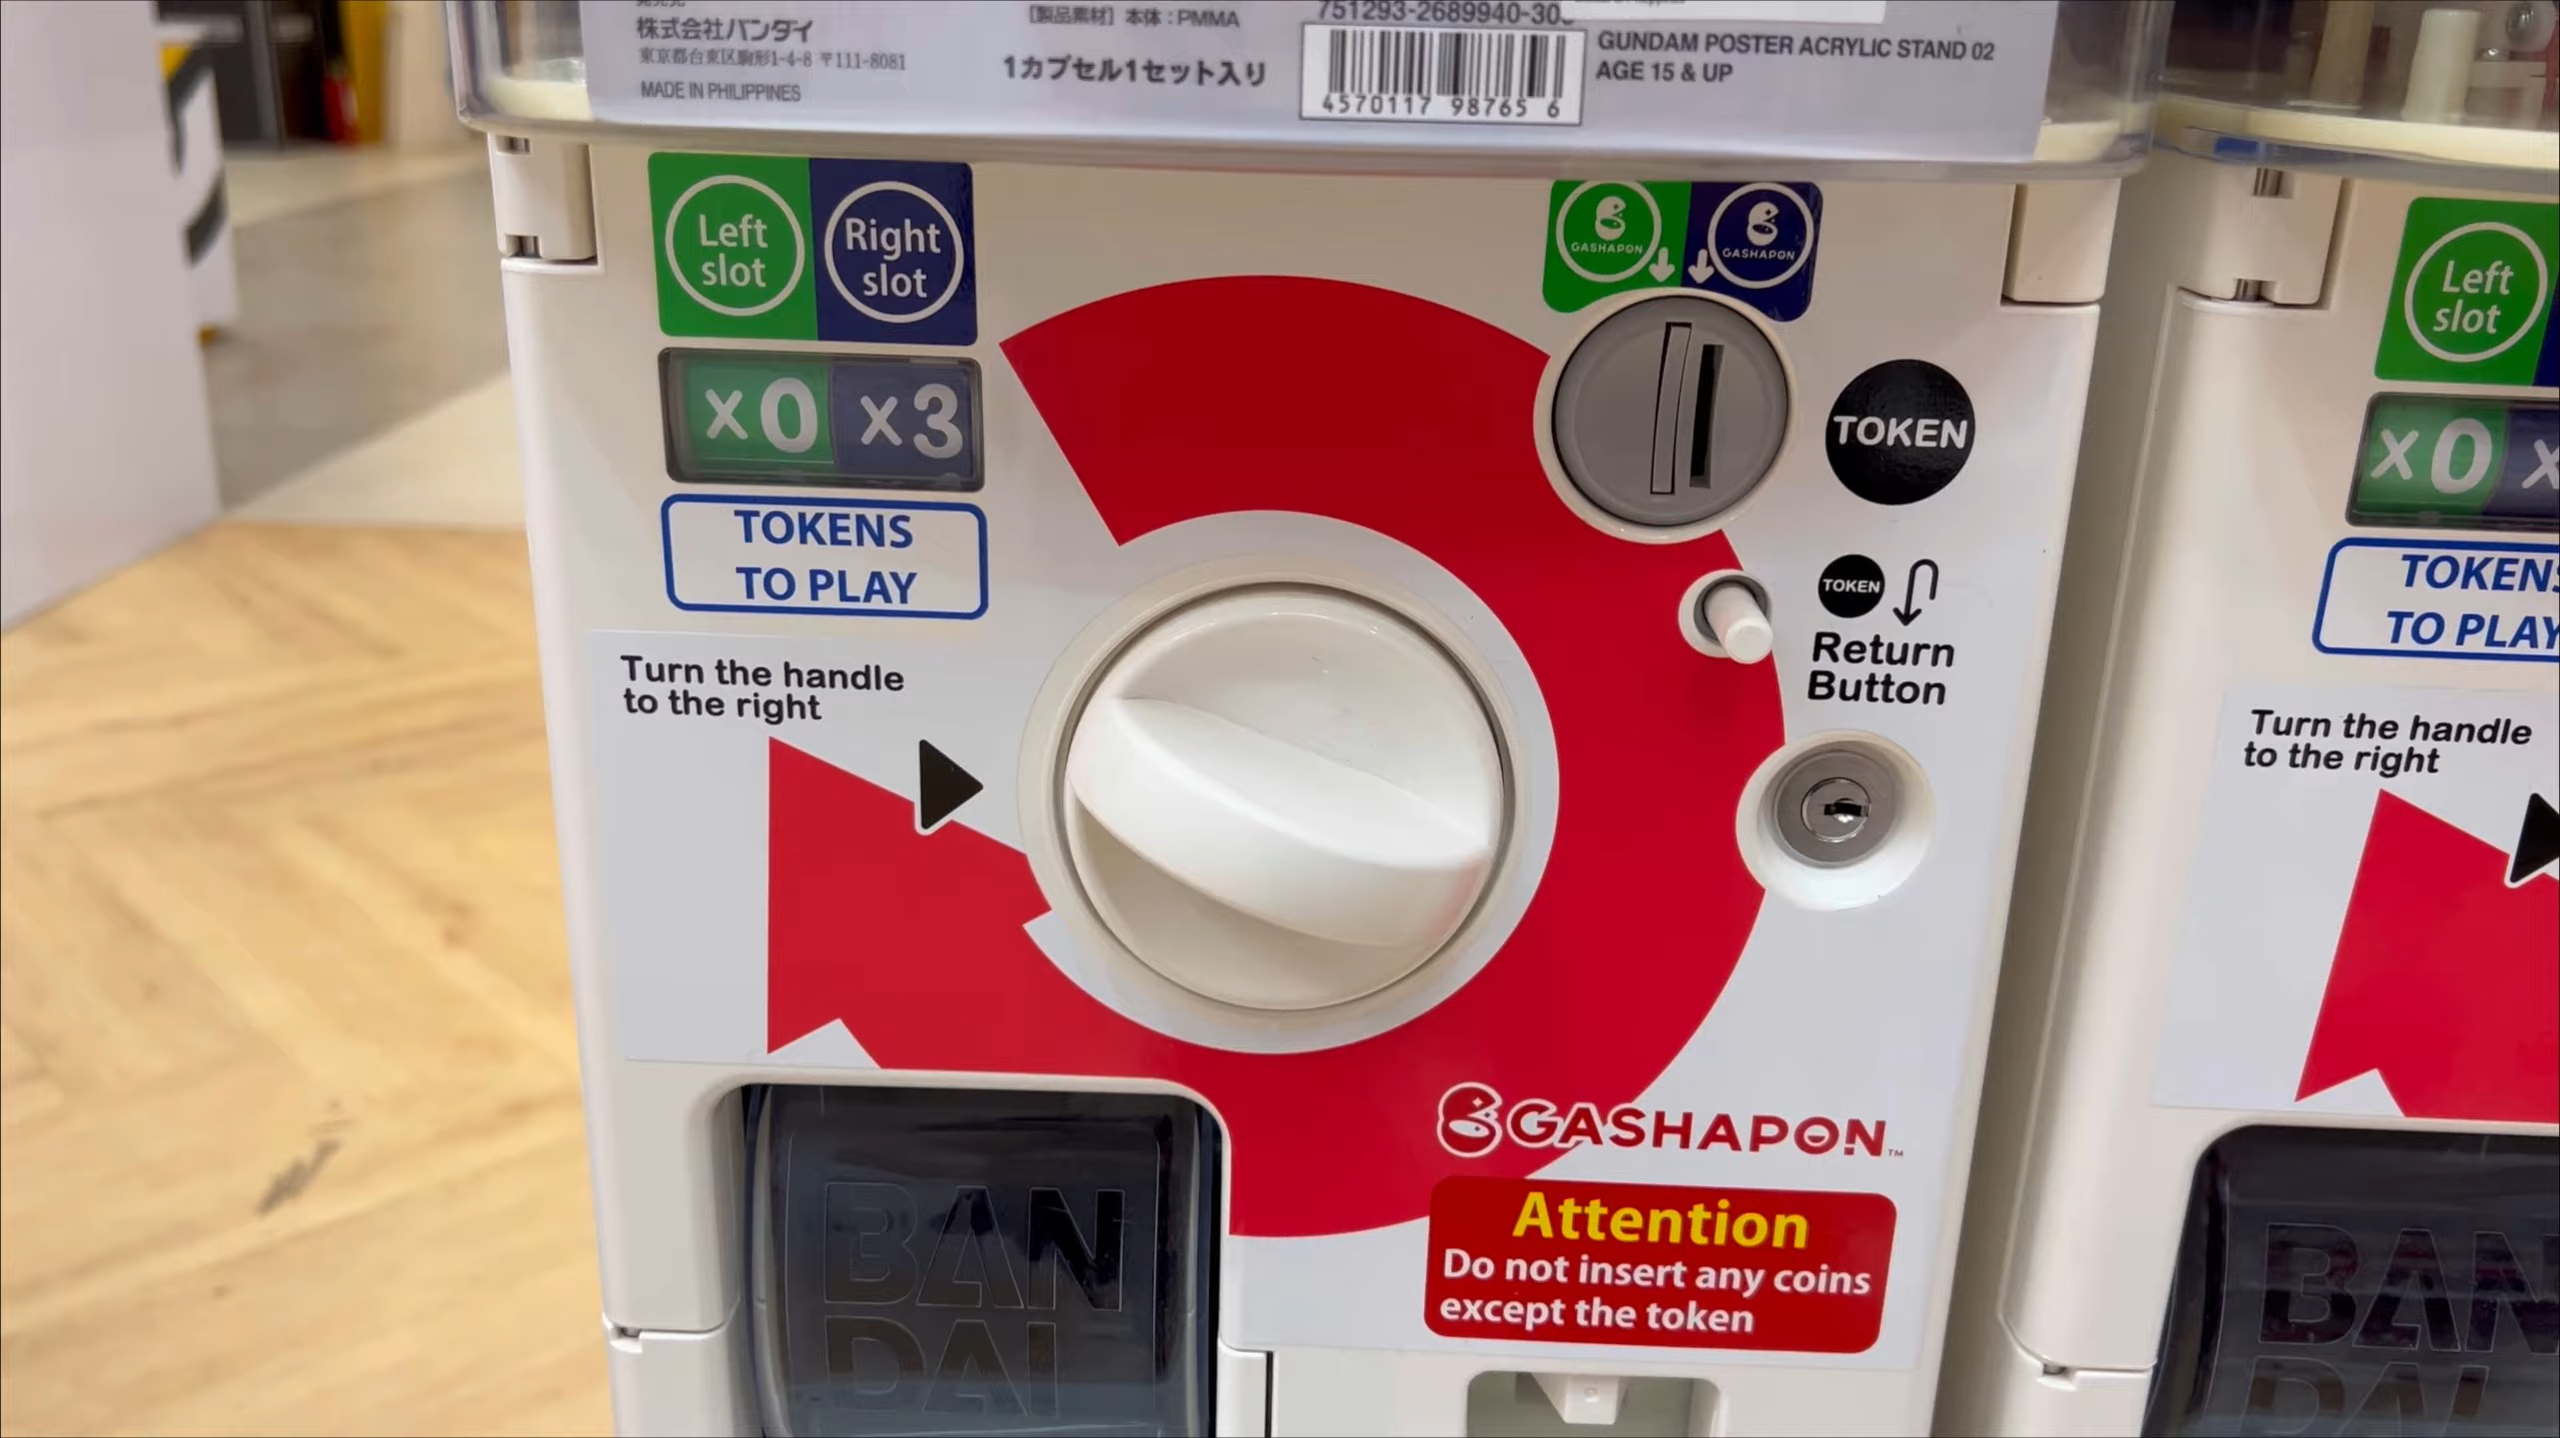 株式会社バンダイ
東京都台東区駒形1-4-8 〒111-8081
MADE IN PHILIPPINES
【製品素材】本体：PMMA
1カプセル1セット入り
751293-2689940-30
4570117 98765 6
GUNDAM POSTER ACRYLIC STAND 02
AGE 15 & UP
Left
slot
Right
slot
x0 x3
TOKENS
TO PLAY
GASHAPON
GASHAPON
TOKEN
TOKEN
Return
Button
Turn the handle
to the right
GASHAPON™
Attention
Do not insert any coins
except the token
BAN
DAI
Left
slot
x0 x
TOKENS
TO PLAY
Turn the handle
to the right
BAN
DAI